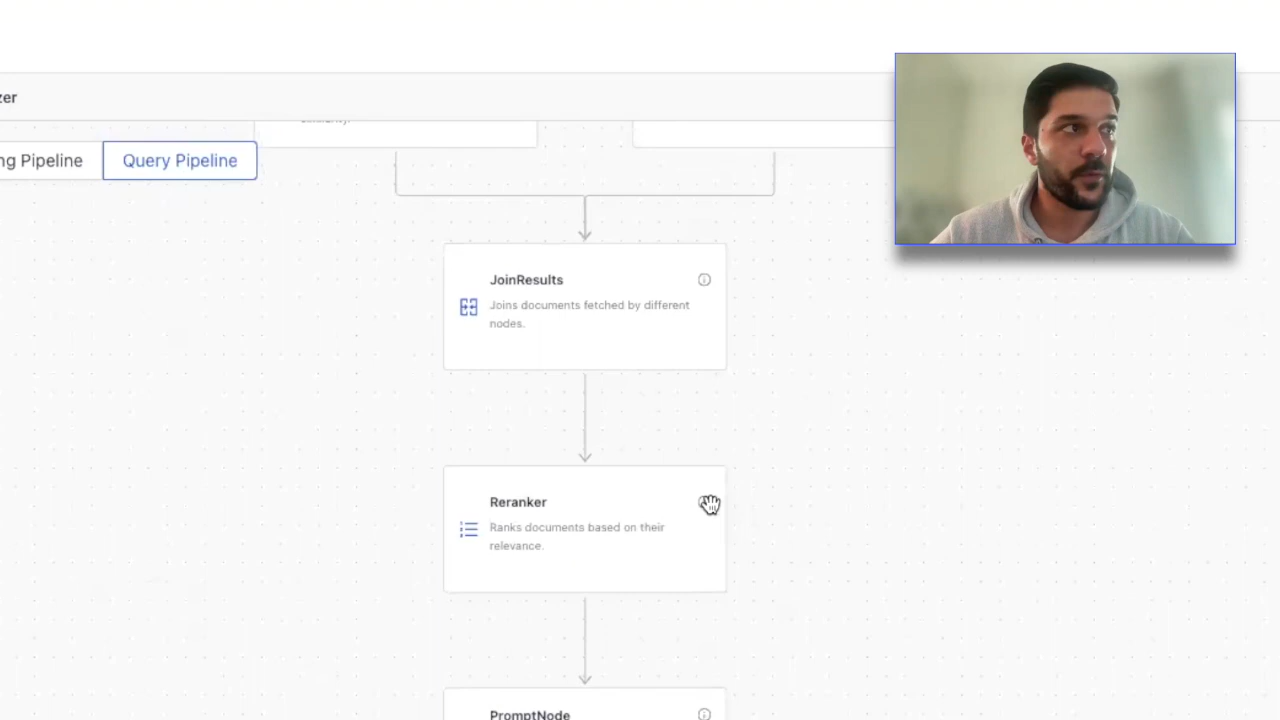 zer
ng Pipeline
Query Pipeline
JoinResults
Joins documents fetched by different
nodes.
Reranker
Ranks documents based on their
relevance.
PromptNode